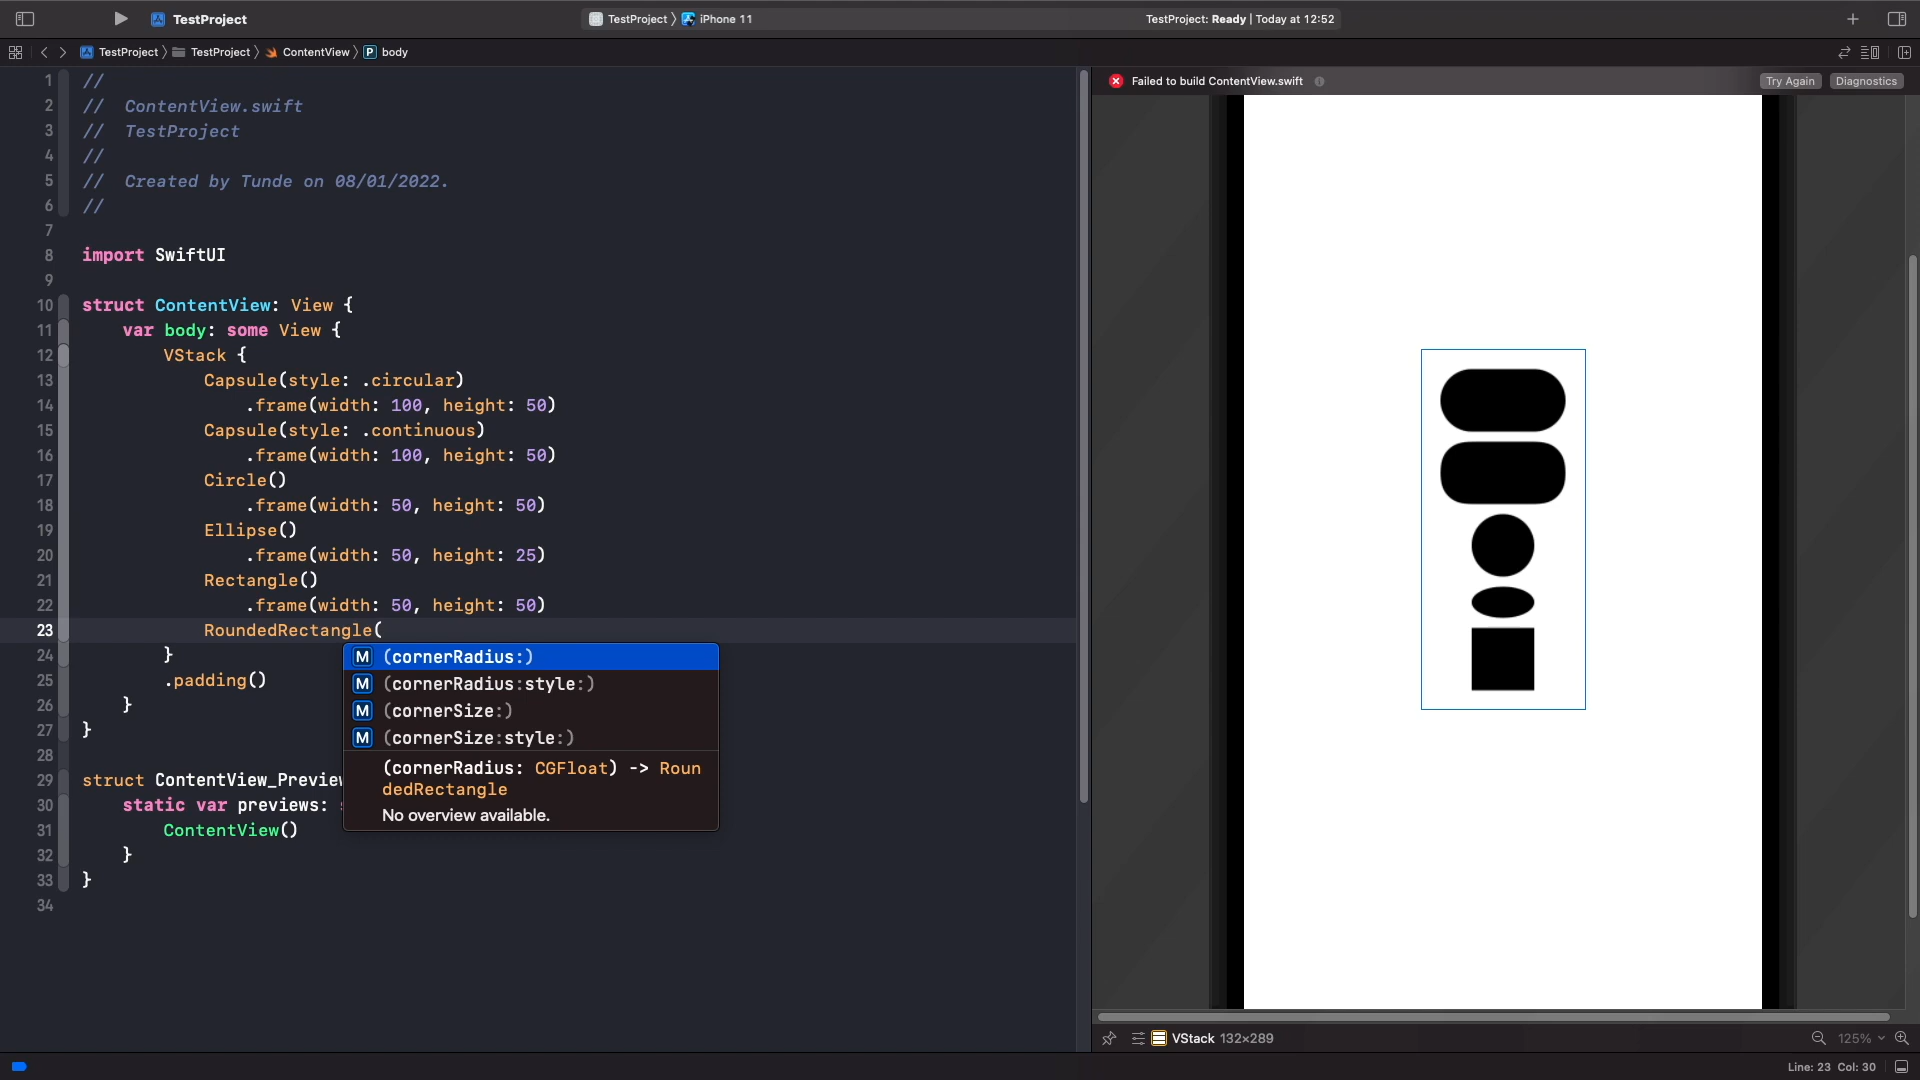 TestProject
TestProject 〉 iPhone 11
TestProject: Ready | Today at 12:52
TestProject 〉 TestProject 〉 ContentView 〉 P body
Failed to build ContentView.swift
Try Again
Diagnostics
1 //
2 //  ContentView.swift
3 //  TestProject
4 //
5 //  Created by Tunde on 08/01/2022.
6 //
7
8 import SwiftUI
9
10 struct ContentView: View {
11     var body: some View {
12         VStack {
13             Capsule(style: .circular)
14                 .frame(width: 100, height: 50)
15             Capsule(style: .continuous)
16                 .frame(width: 100, height: 50)
17             Circle()
18                 .frame(width: 50, height: 50)
19             Ellipse()
20                 .frame(width: 50, height: 25)
21             Rectangle()
22                 .frame(width: 50, height: 50)
23             RoundedRectangle(
24         }
25         .padding()
26     }
27 }
28
29 struct ContentView_Preview
30     static var previews: s
31         ContentView()
32     }
33 }
34
M (cornerRadius:)
M (cornerRadius:style:)
M (cornerSize:)
M (cornerSize:style:)
(cornerRadius: CGFloat) -> Roun
dedRectangle
No overview available.
VStack 132×289
125%
Line: 23 Col: 30